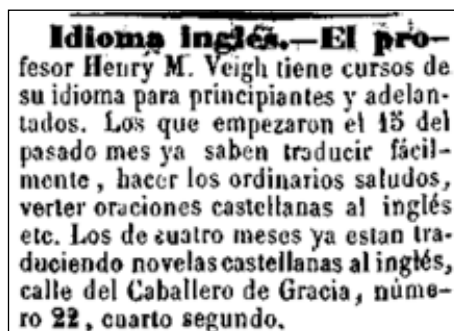 Idioma inglés.—El pro-
fesor Henry M. Veigh tiene cursos de
su idioma para principiantes y adelan-
tados. Los que empezaron el 15 del
pasado mes ya saben traducir fácil-
mente, hacer los ordinarios saludos,
verter oraciones castellanas al inglés
etc. Los de cuatro meses ya estan tra-
duciendo novelas castellanas al inglés,
calle del Caballero de Gracia, núme-
ro 22, cuarto segundo.